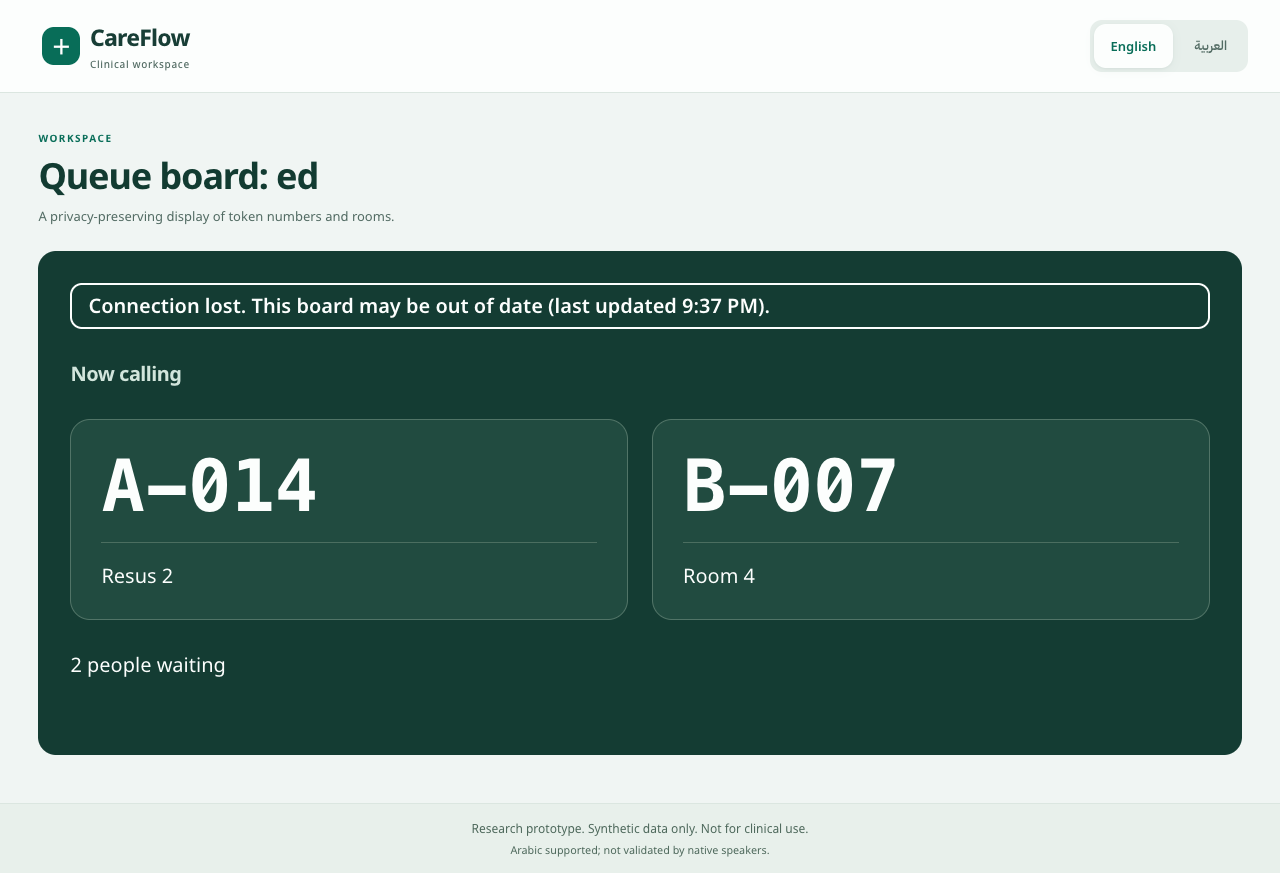 CareFlow
Clinical workspace
English
العربية
WORKSPACE
Queue board: ed
A privacy-preserving display of token numbers and rooms.
Connection lost. This board may be out of date (last updated 9:37 PM).
Now calling
A–014
Resus 2
B–007
Room 4
2 people waiting
Research prototype. Synthetic data only. Not for clinical use.
Arabic supported; not validated by native speakers.